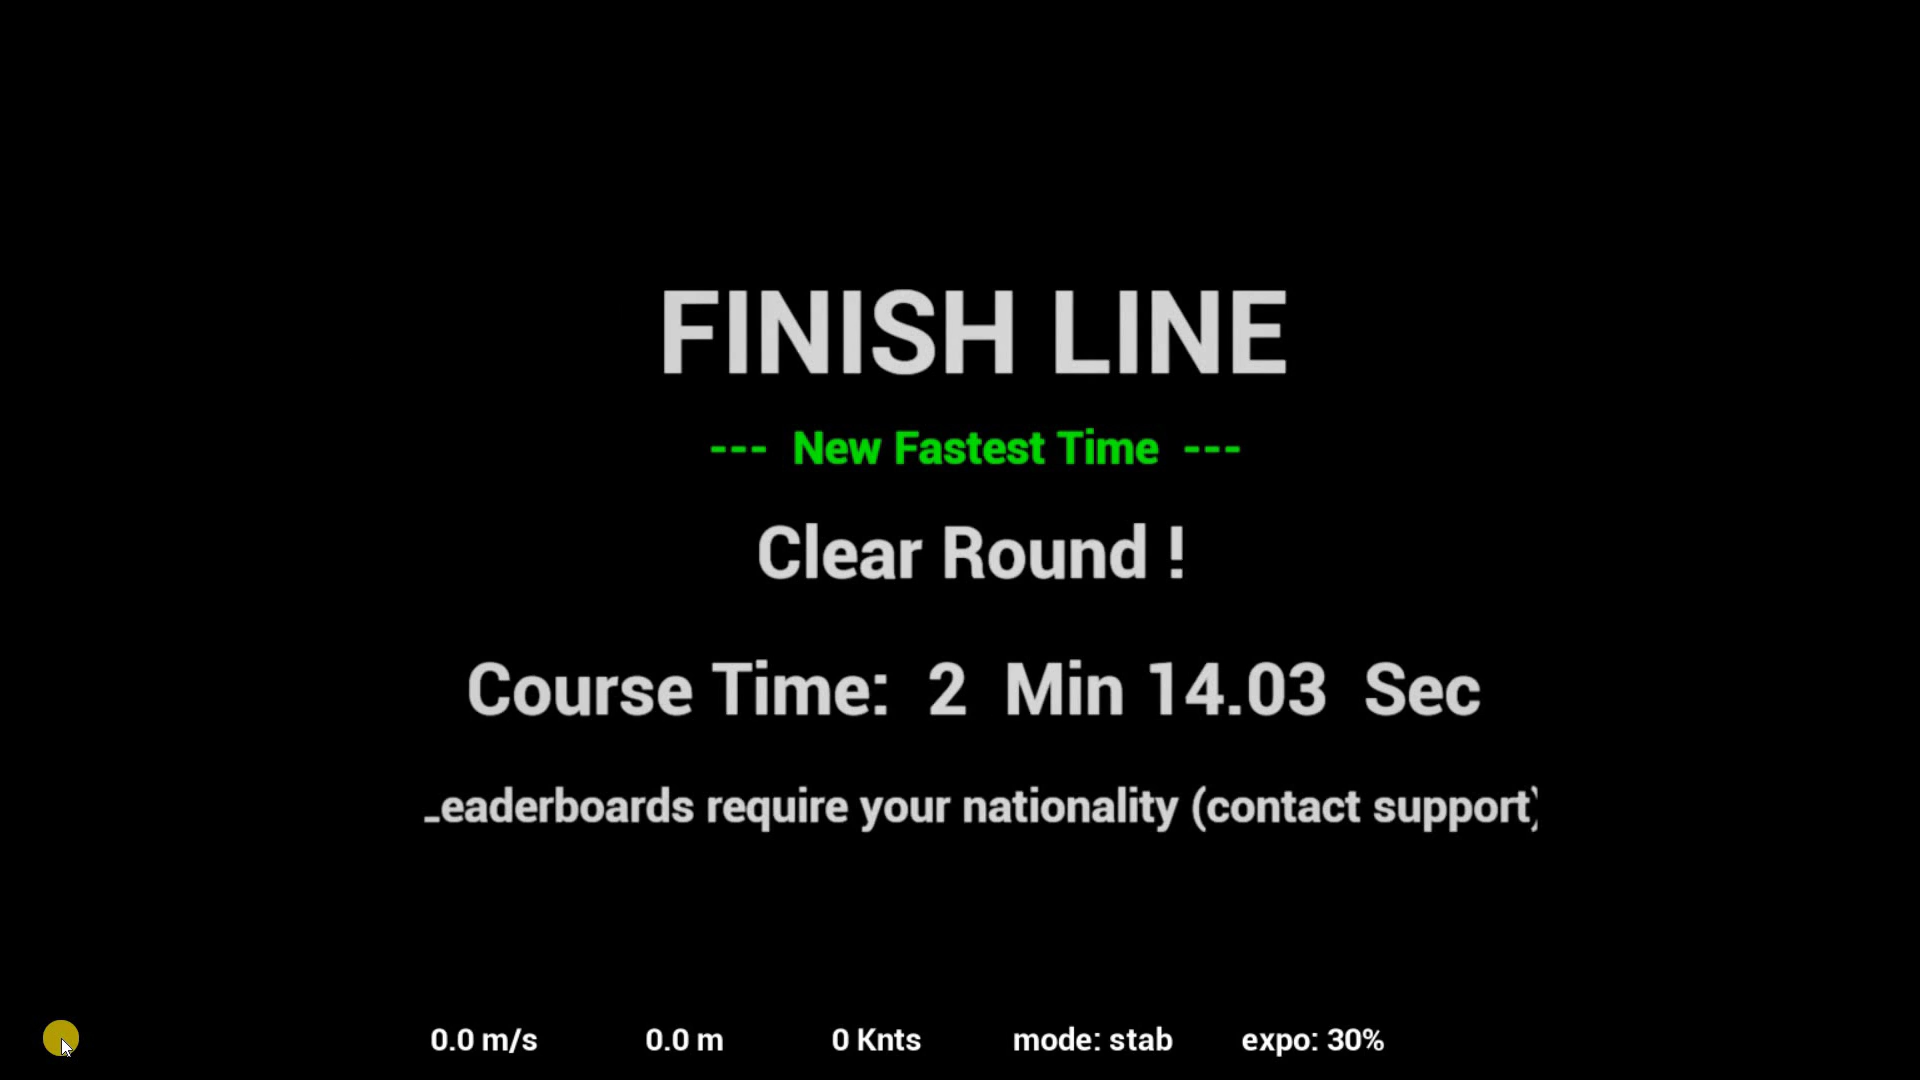 FINISH LINE
--- New Fastest Time ---
Clear Round !
Course Time: 2 Min 14.03 Sec
eaderboards require your nationality (contact support)
0.0 m/s 0.0 m 0 Knts mode: stab expo: 30%